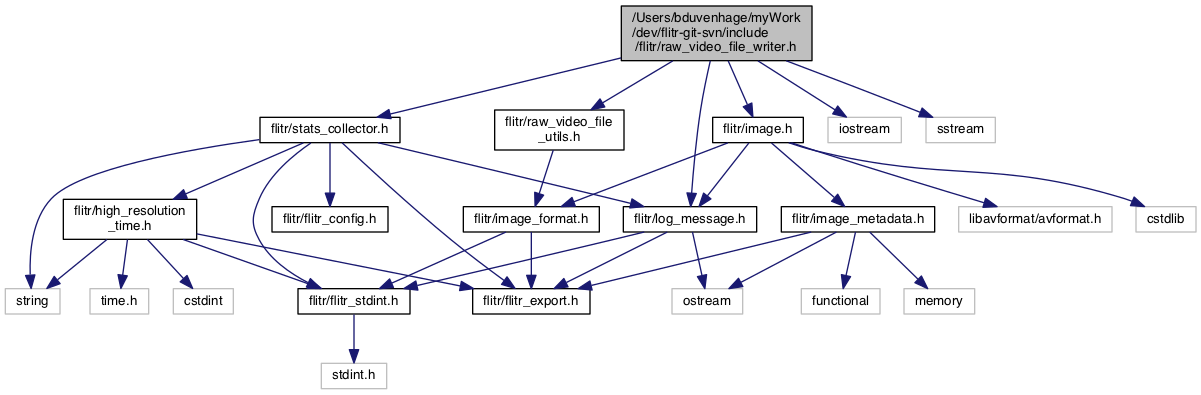 /Users/bduvenhage/myWork
/dev/flitr-git-svn/include
/flitr/raw_video_file_writer.h
flitr/stats_collector.h
flitr/raw_video_file
_utils.h
flitr/image.h
iostream
sstream
flitr/high_resolution
_time.h
flitr/flitr_config.h
flitr/image_format.h
flitr/log_message.h
flitr/image_metadata.h
libavformat/avformat.h
cstdlib
string
time.h
cstdint
flitr/flitr_stdint.h
flitr/flitr_export.h
ostream
functional
memory
stdint.h